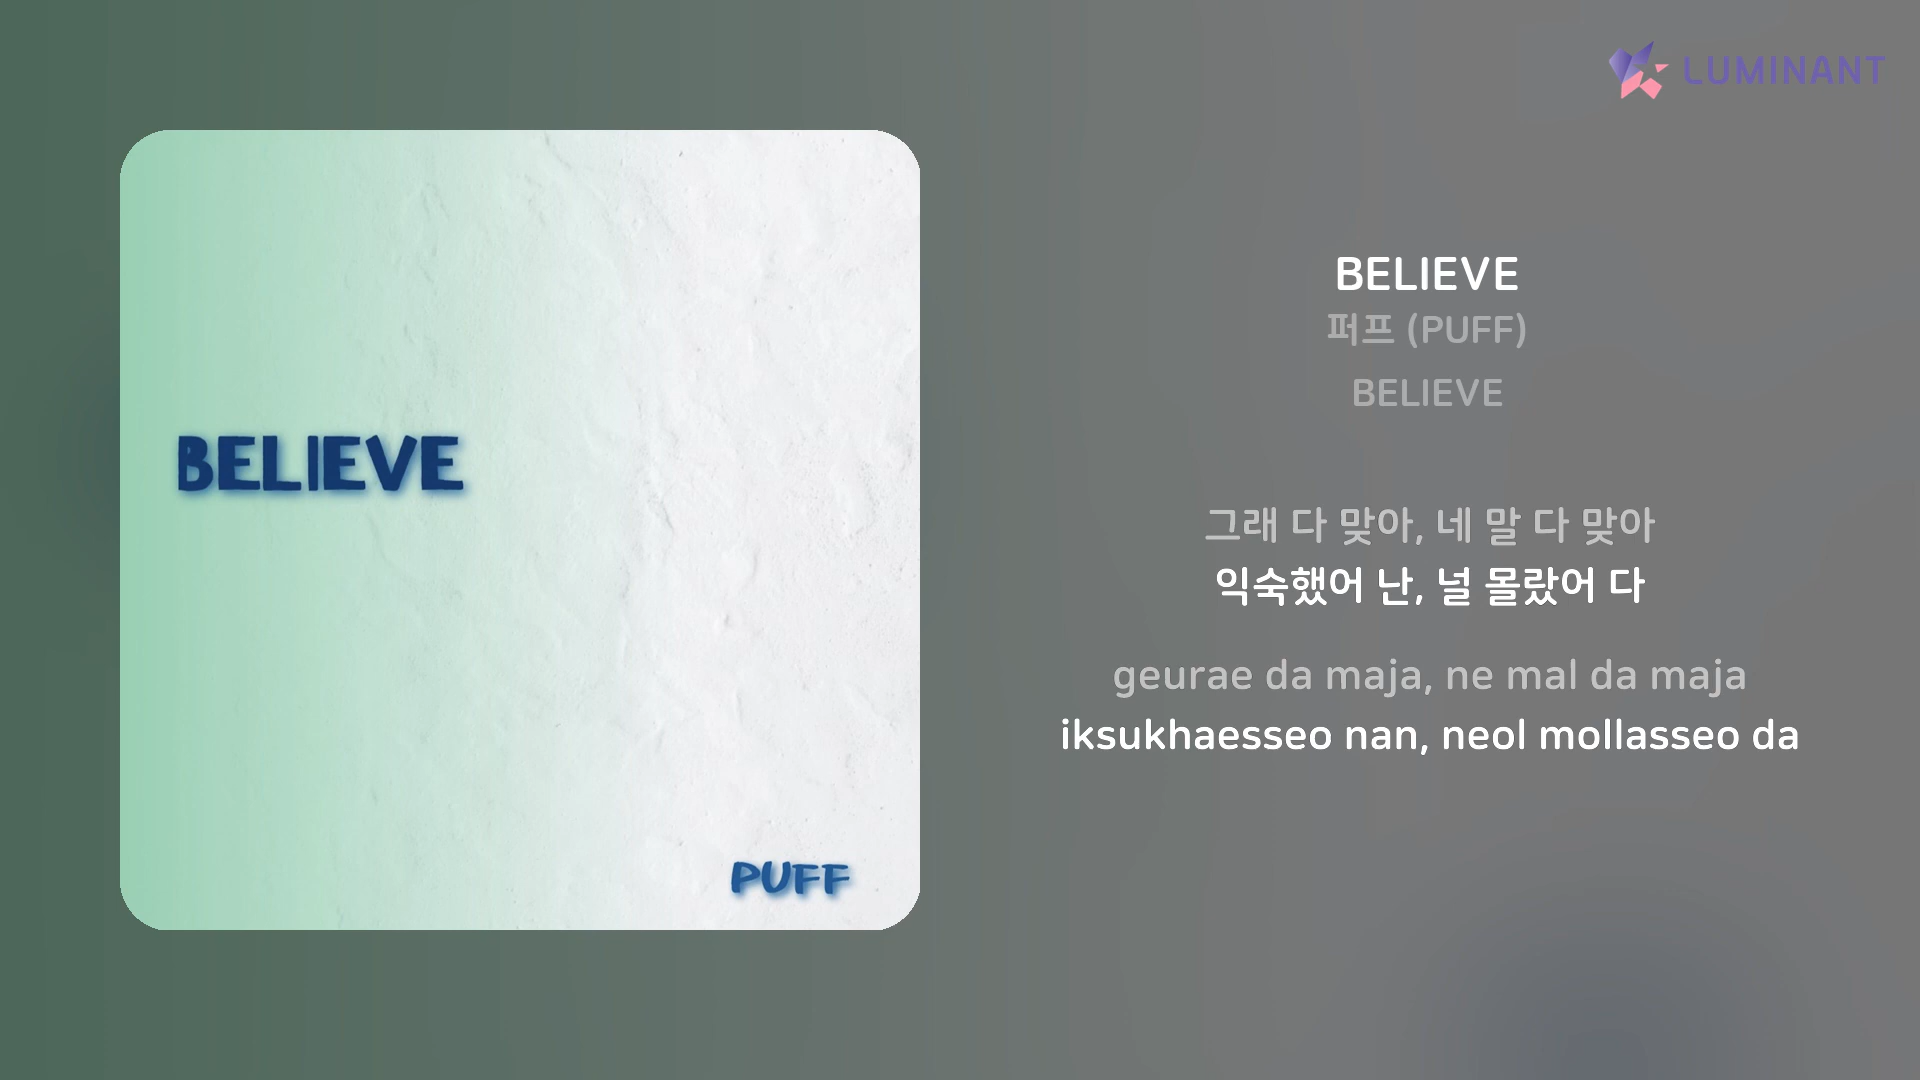 LUMINANT
BELIEVE
PUFF
BELIEVE
퍼프 (PUFF)
BELIEVE
그래 다 맞아, 네 말 다 맞아
익숙했어 난, 널 몰랐어 다
geurae da maja, ne mal da maja
iksukhaesseo nan, neol mollasseo da